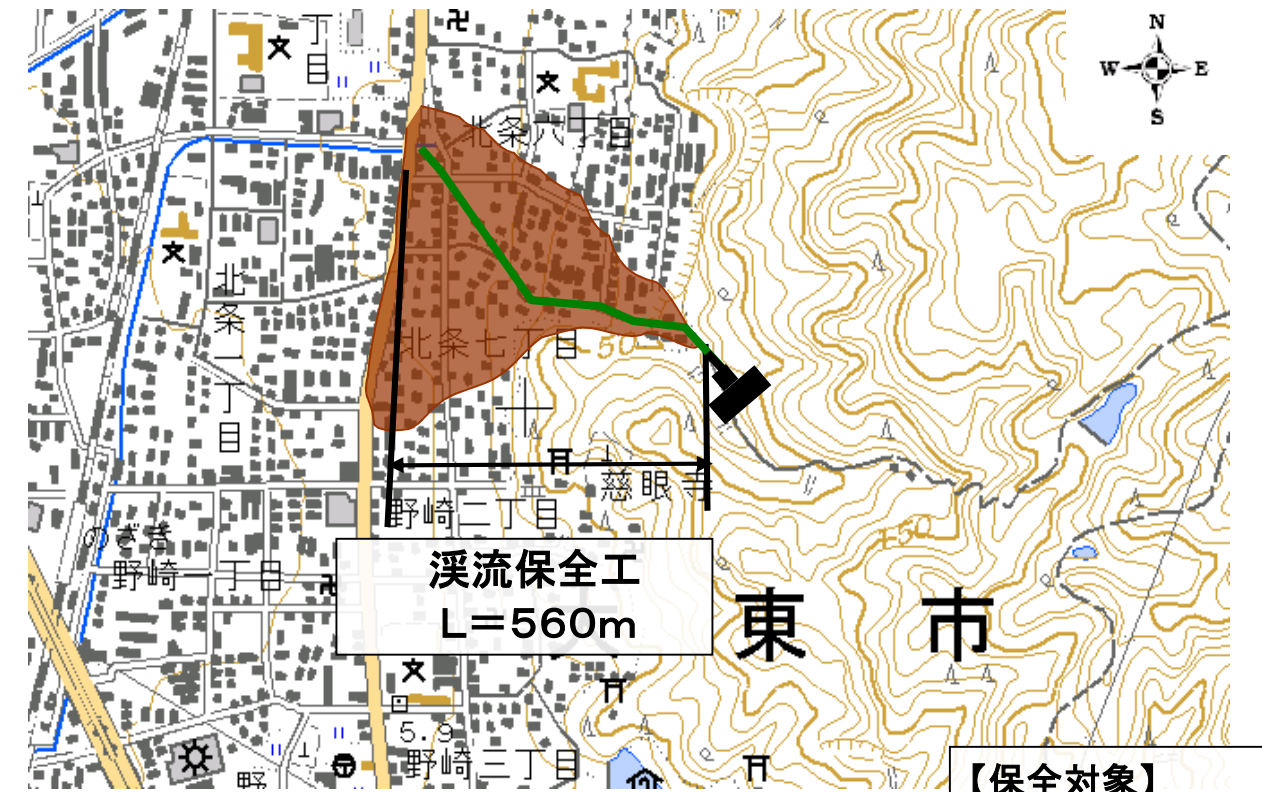 N
W E
S
丁目
北条六丁目
北条一丁目
北条七丁目
50
慈眼寺
野崎二丁目
のざき
野崎一丁目
150
渓流保全工
L=560m
東市
5.9
野崎三丁目
野
【保全対象】